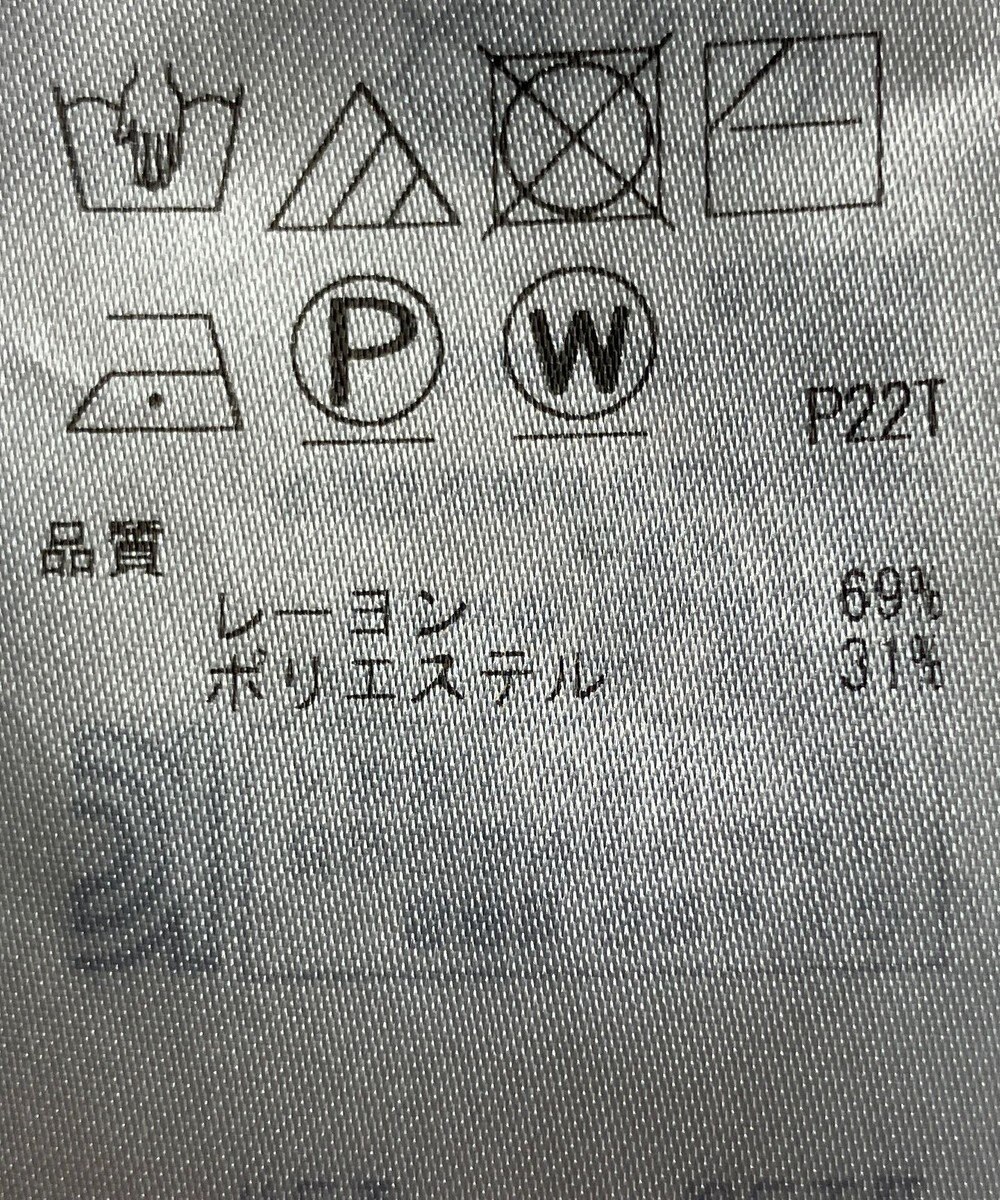 P W
P22T
品質
レーヨン 69%
ポリエステル 31%